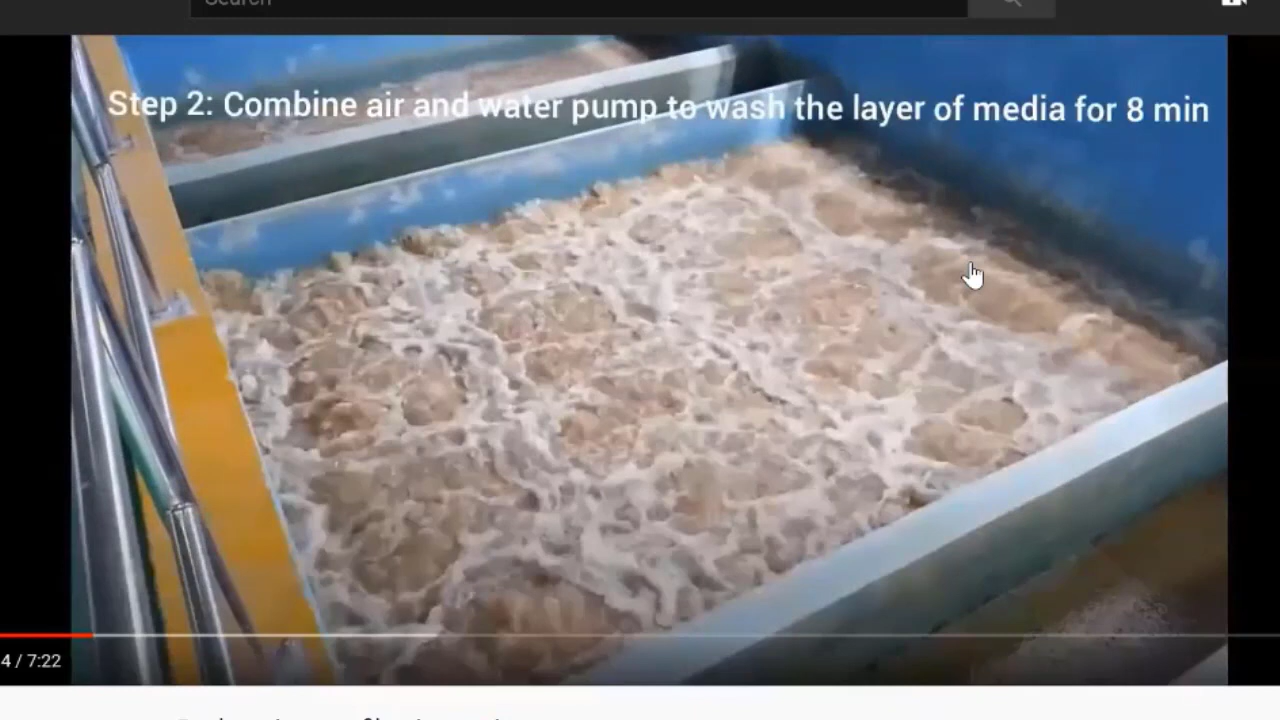 Search
Step 2: Combine air and water pump to wash the layer of media for 8 min
4 / 7:22